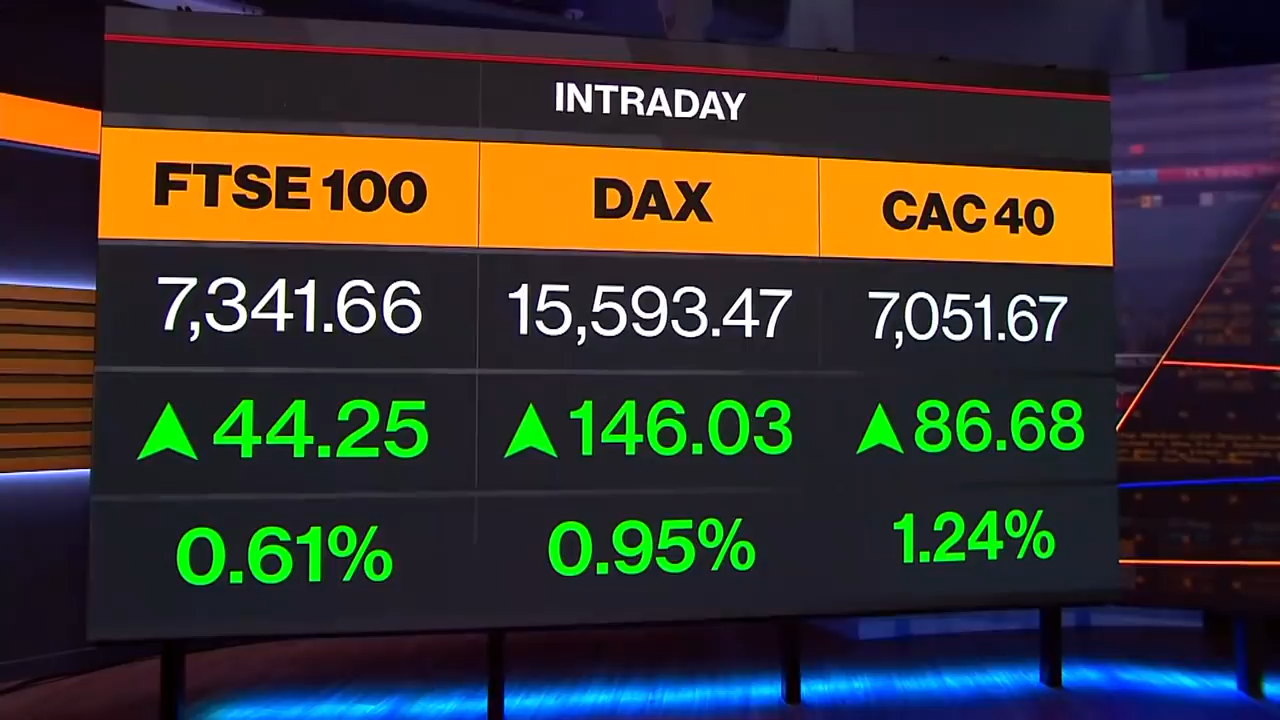 INTRADAY
FTSE 100 DAX CAC 40
7,341.66 15,593.47 7,051.67
▲44.25 ▲146.03 ▲86.68
0.61% 0.95% 1.24%